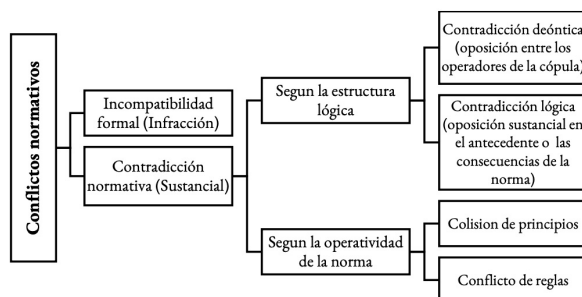 Conflictos normativos
Incompatibilidad
formal (Infracción)
Contradicción
normativa (Sustancial)
Segun la estructura
lógica
Segun la operatividad
de la norma
Contradicción deóntica
(oposición entre los
operadores de la cópula)
Contradicción lógica
(oposición sustancial en
el antecedente o las
consecuencias de la
norma)
Colision de principios
Conflicto de reglas